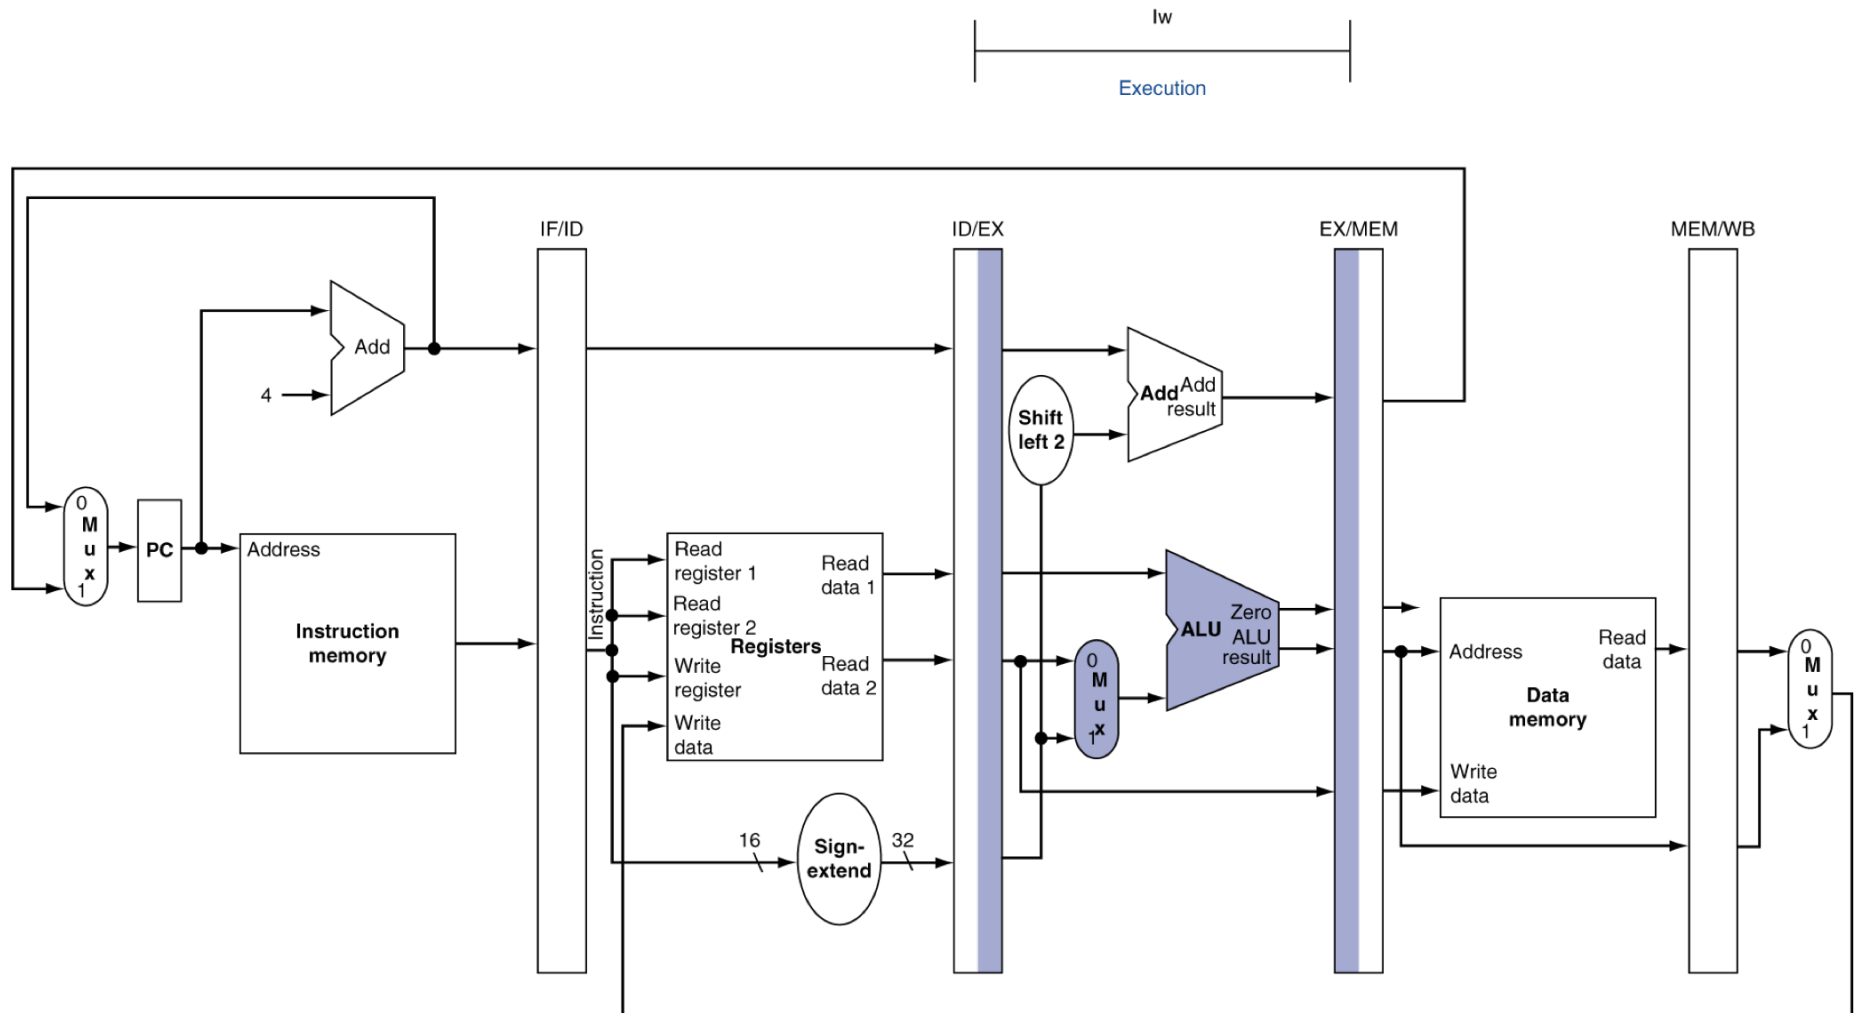 lw
Execution
IF/ID
ID/EX
EX/MEM
MEM/WB
Add
4
Add
Add
result
Shift
left 2
0
M
u
x
1
PC
Address
Instruction
memory
Instruction
Read
register 1
Read
register 2
Write
register
Write
data
Registers
Read
data 1
Read
data 2
16
Sign-
extend
32
0
M
u
x
1
ALU
Zero
ALU
result
Address
Read
data
Data
memory
Write
data
0
M
u
x
1